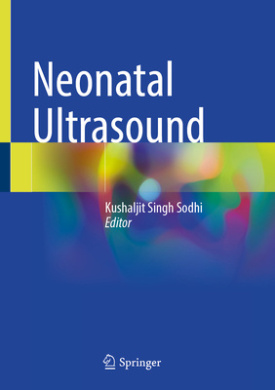 Neonatal
Ultrasound
Kushaljit Singh Sodhi
Editor
Springer